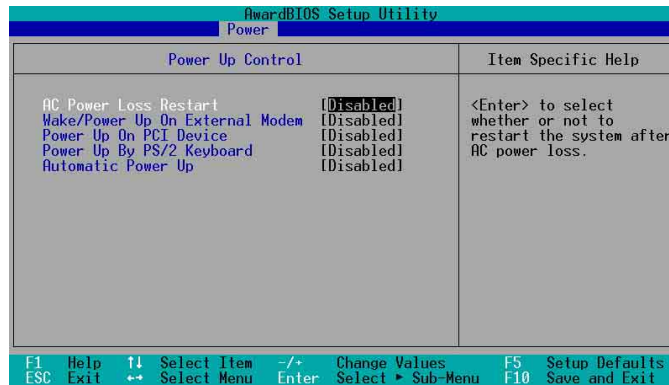 AwardBIOS Setup Utility
Power
Power Up Control
Item Specific Help
AC Power Loss Restart [Disabled]
Wake/Power Up On External Modem [Disabled]
Power Up On PCI Device [Disabled]
Power Up By PS/2 Keyboard [Disabled]
Automatic Power Up [Disabled]
<Enter> to select
whether or not to
restart the system after
AC power loss.
F1 Help ↑↓ Select Item -/+ Change Values F5 Setup Defaults
ESC Exit ←→ Select Menu Enter Select ► Sub-Menu F10 Save and Exit